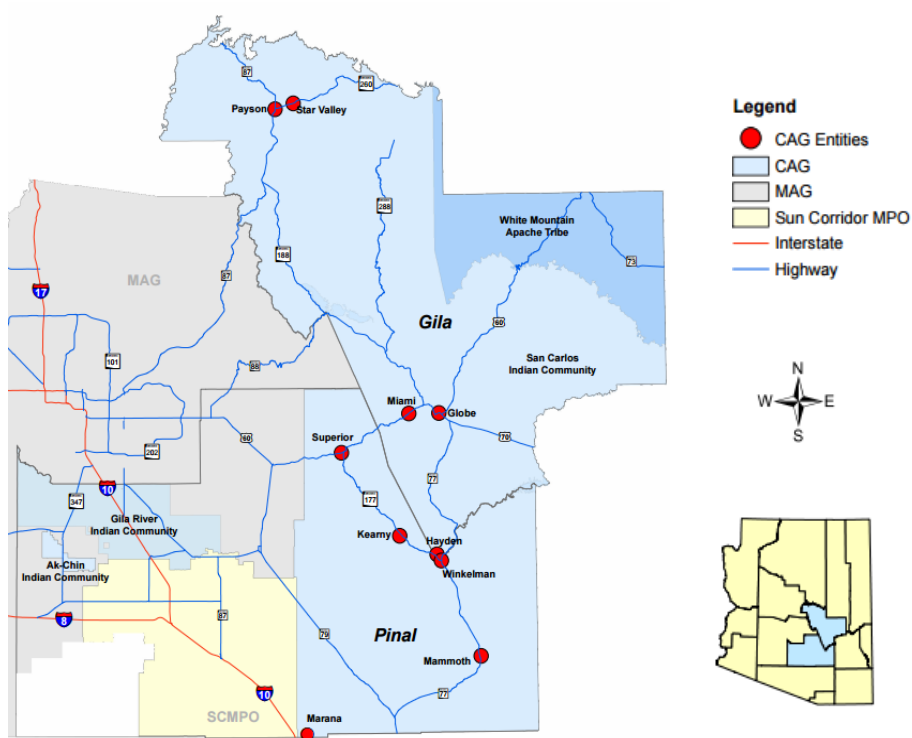 87
260
Payson
Star Valley
Legend
CAG Entities
CAG
MAG
Sun Corridor MPO
Interstate
Highway
288
White Mountain
Apache Tribe
188
73
MAG
87
17
Gila
60
San Carlos
Indian Community
101
88
N
W
E
S
Miami
Globe
Superior
60
70
202
77
10
347
177
Gila River
Indian Community
Kearny
Hayden
Winkelman
Ak-Chin
Indian Community
8
87
79
Pinal
Mammoth
77
10
SCMPO
Marana